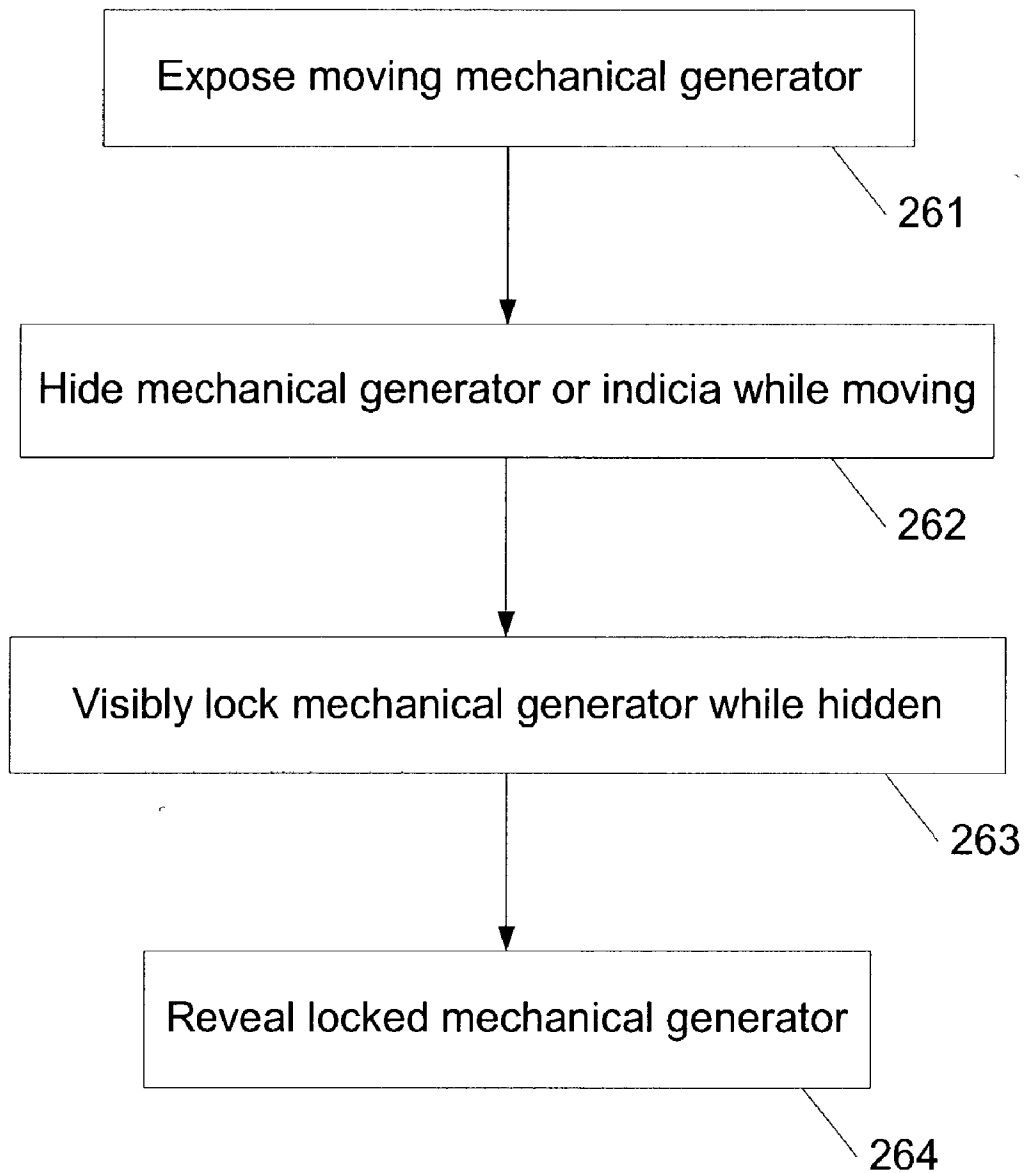 Expose moving mechanical generator
261
Hide mechanical generator or indicia while moving
262
Visibly lock mechanical generator while hidden
263
Reveal locked mechanical generator
264